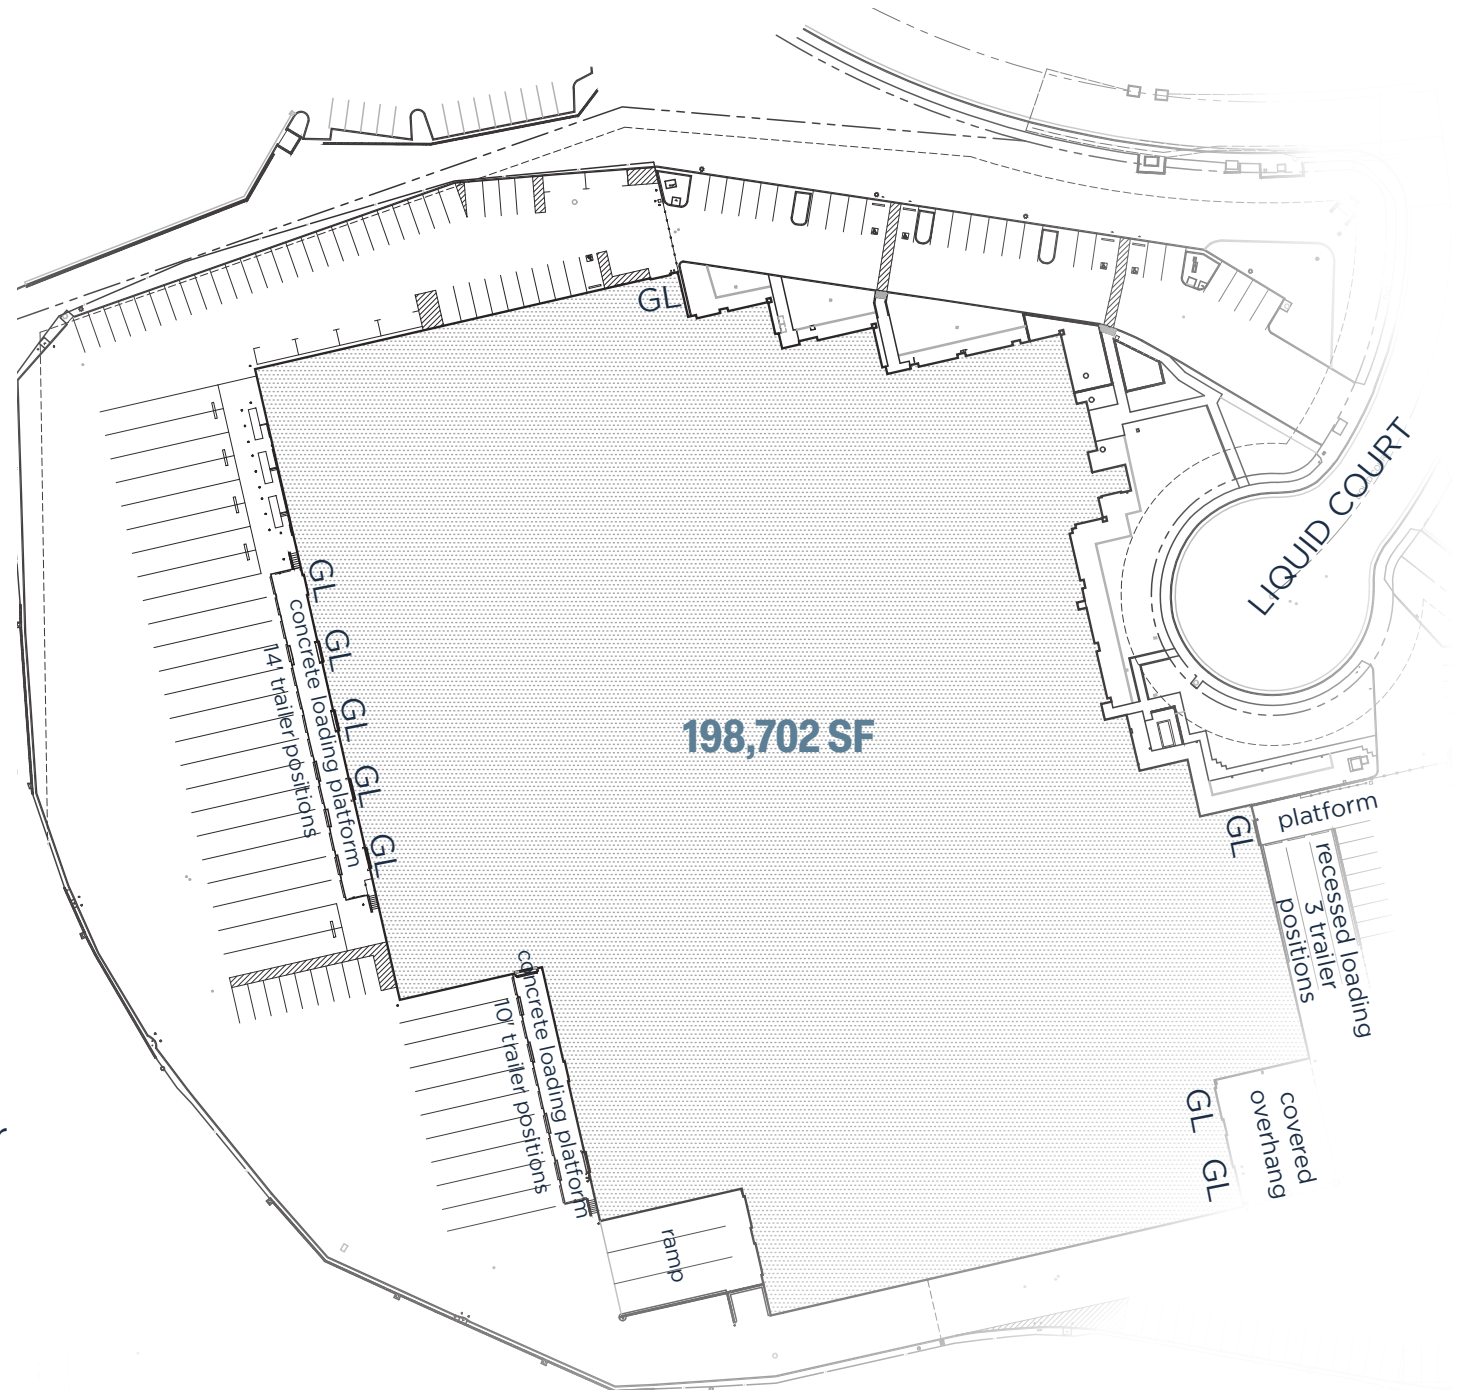 GL
LIQUID COURT
GL
GL
GL
GL
GL
concrete loading platform
14' trailer positions
198,702 SF
GL
platform
recessed loading
3 trailer
positions
concrete loading platform
10' trailer positions
GL
GL
covered
overhang
ramp